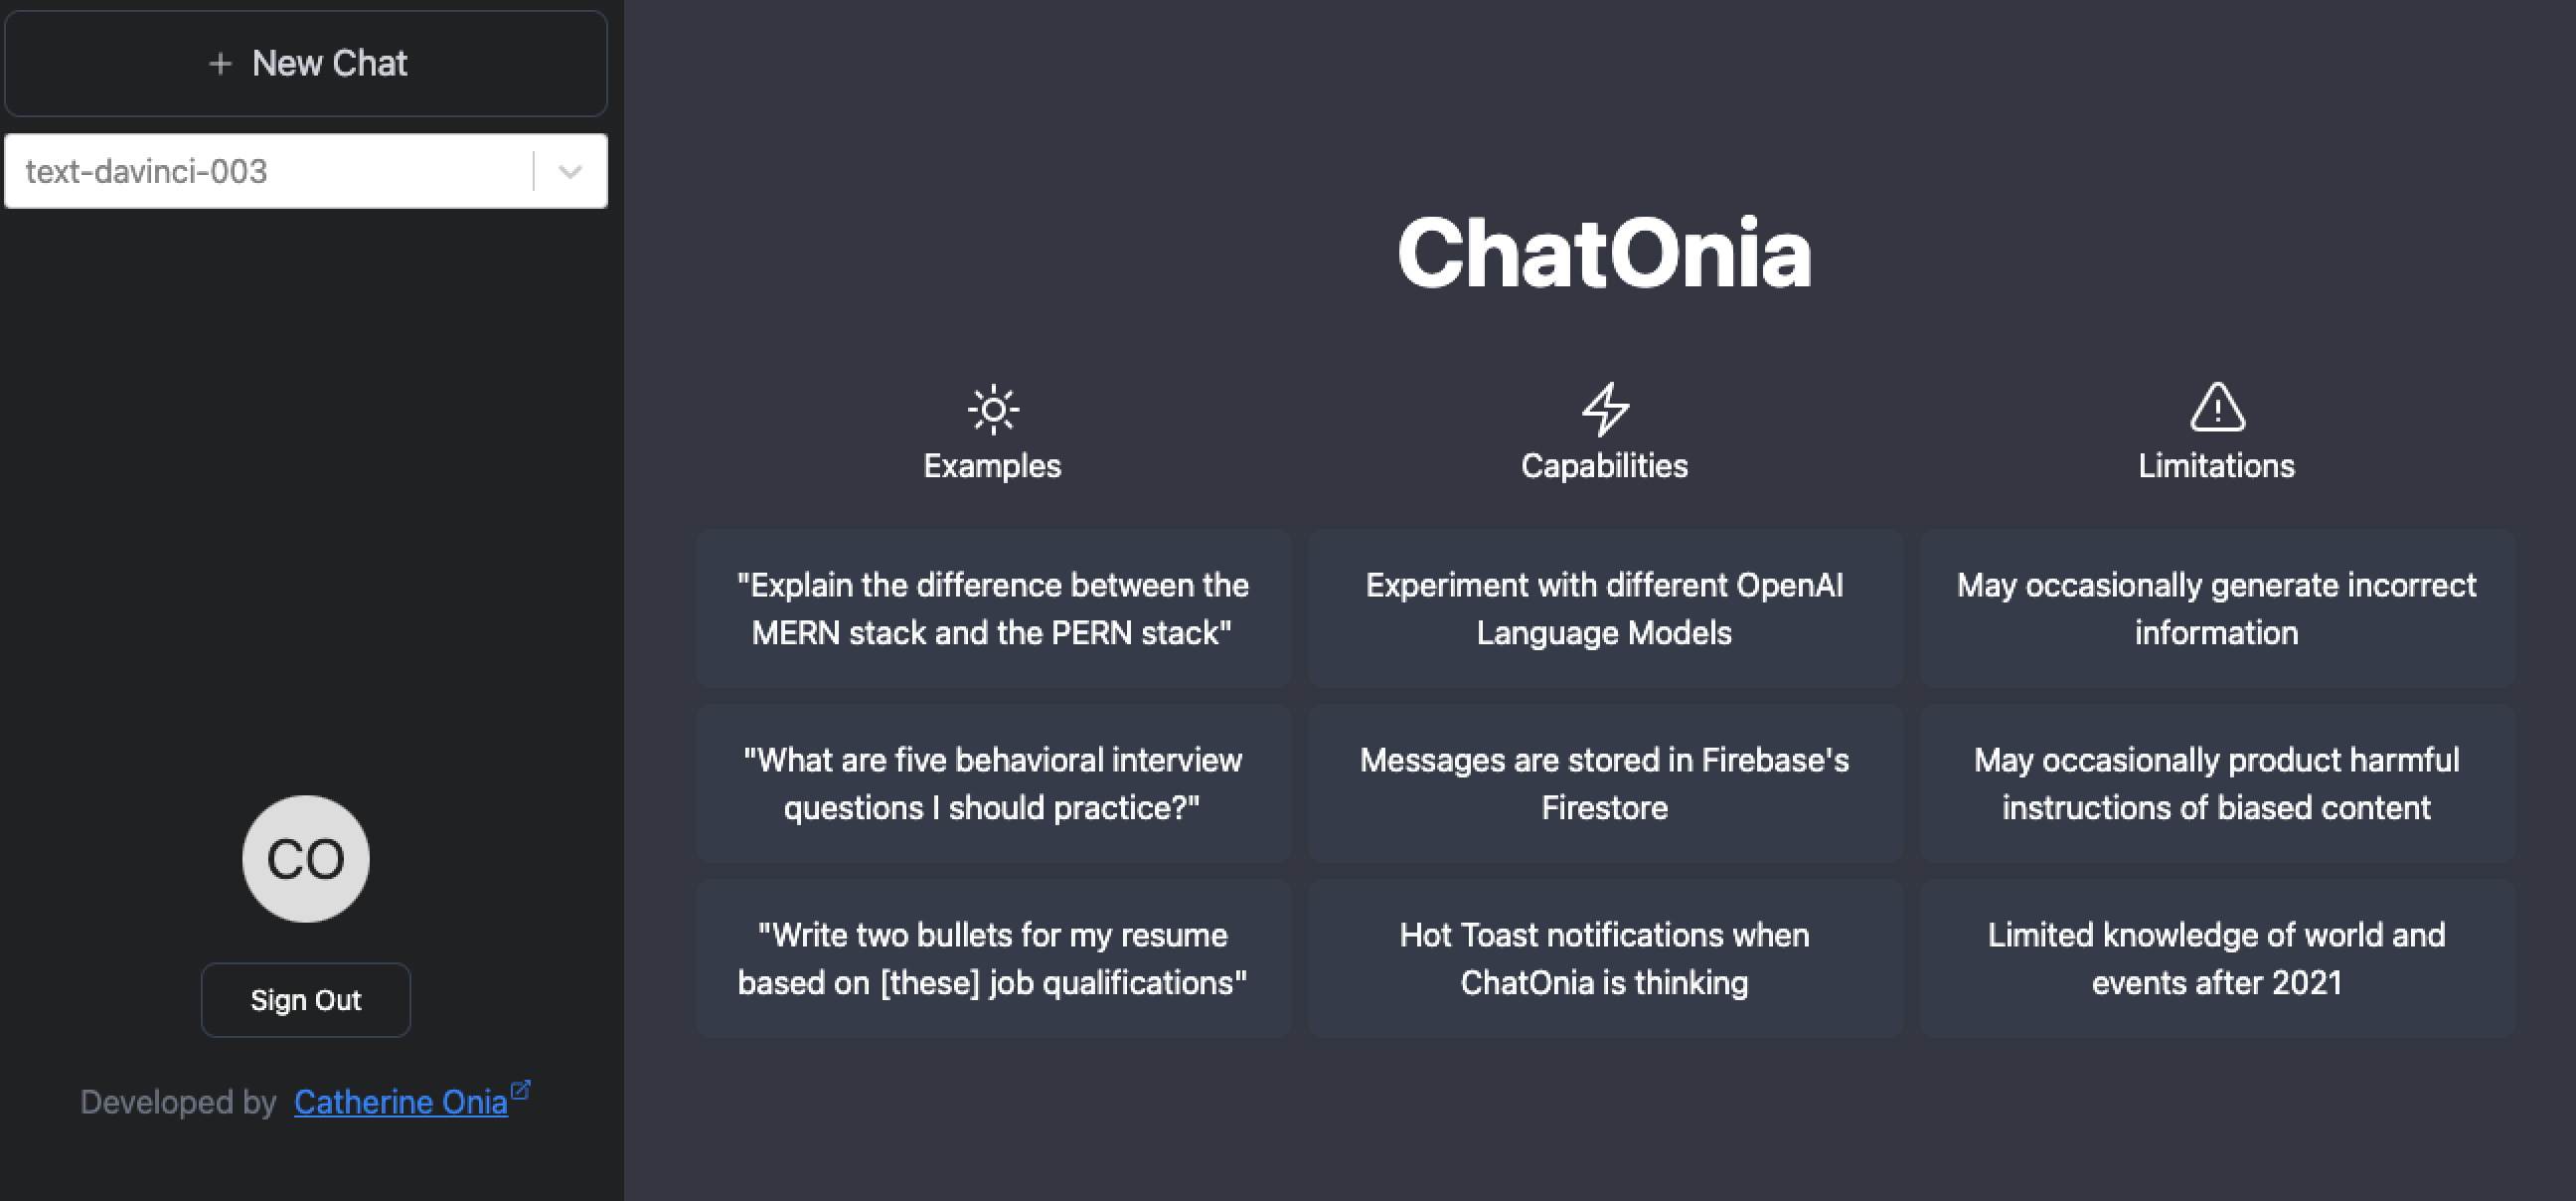 + New Chat
text-davinci-003
CO
Sign Out
Developed by Catherine Onia
ChatOnia
Examples
"Explain the difference between the
MERN stack and the PERN stack"
"What are five behavioral interview
questions I should practice?"
"Write two bullets for my resume
based on [these] job qualifications"
Capabilities
Experiment with different OpenAI
Language Models
Messages are stored in Firebase's
Firestore
Hot Toast notifications when
ChatOnia is thinking
Limitations
May occasionally generate incorrect
information
May occasionally product harmful
instructions of biased content
Limited knowledge of world and
events after 2021